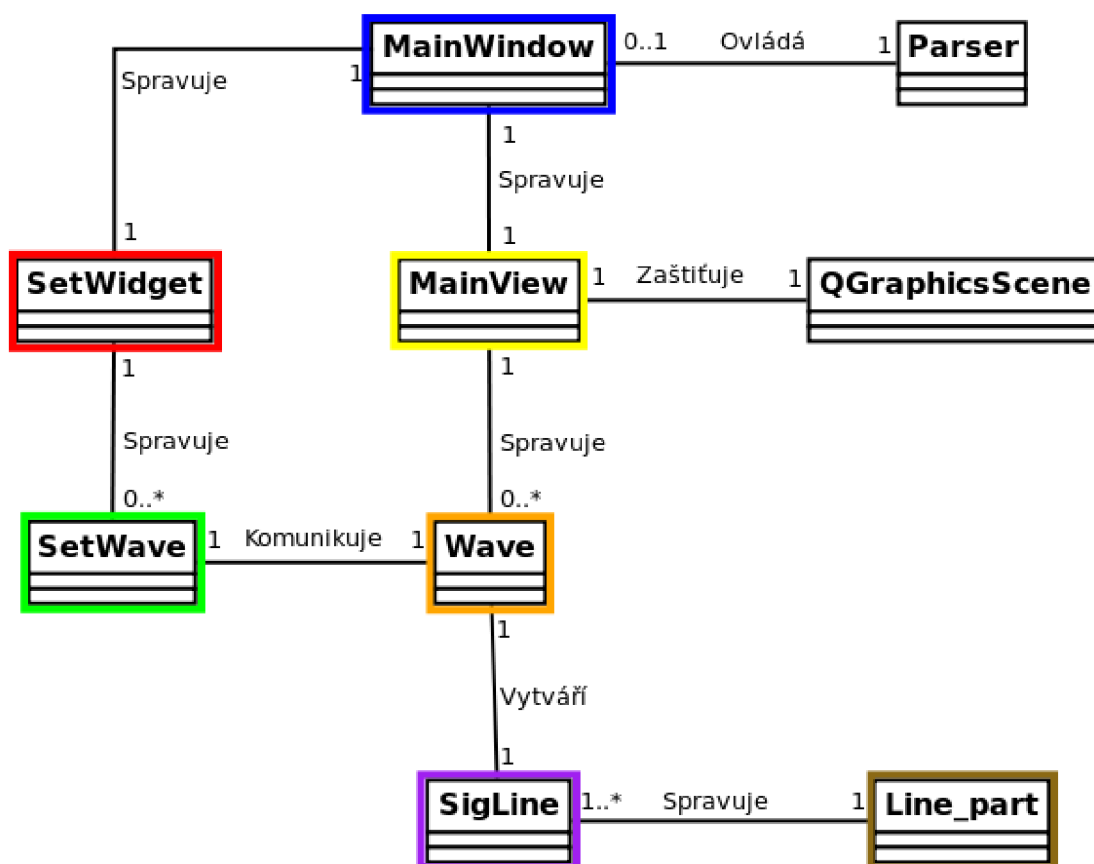 MainWindow
0..1 Ovládá 1
Parser
Spravuje
1
1
Spravuje
1
1
SetWidget
MainView
1 Zaštiťuje 1
QGraphicsScene
1
1
Spravuje
Spravuje
0..*
0..*
SetWave
1 Komunikuje 1
Wave
1
Vytváří
1
SigLine
1..* Spravuje 1
Line_part